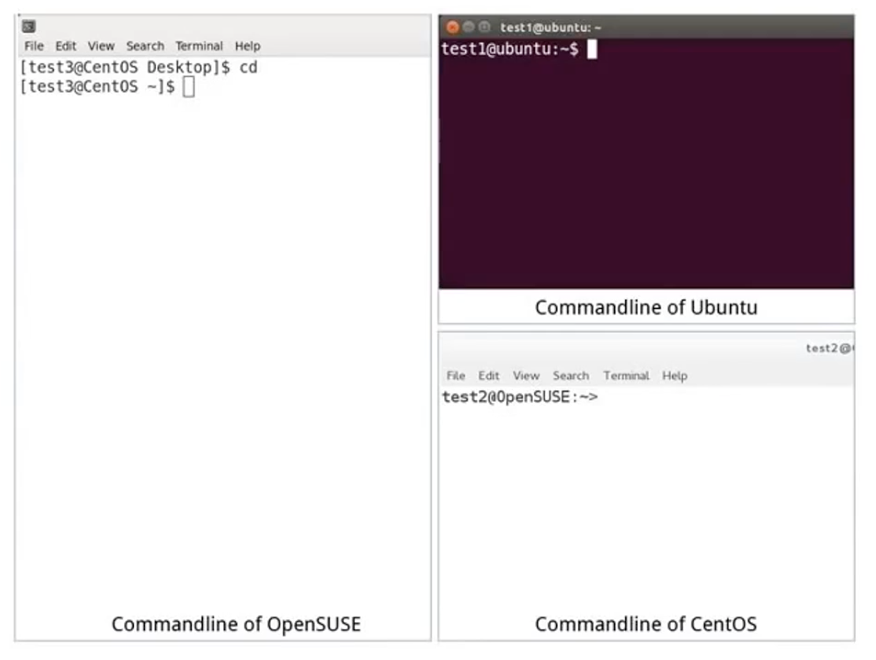 File Edit View Search Terminal Help
[test3@CentOS Desktop]$ cd
[test3@CentOS ~]$
Commandline of OpenSUSE
test1@ubuntu: ~
test1@ubuntu:~$
Commandline of Ubuntu
test2@
File Edit View Search Terminal Help
test2@OpenSUSE:~>
Commandline of CentOS